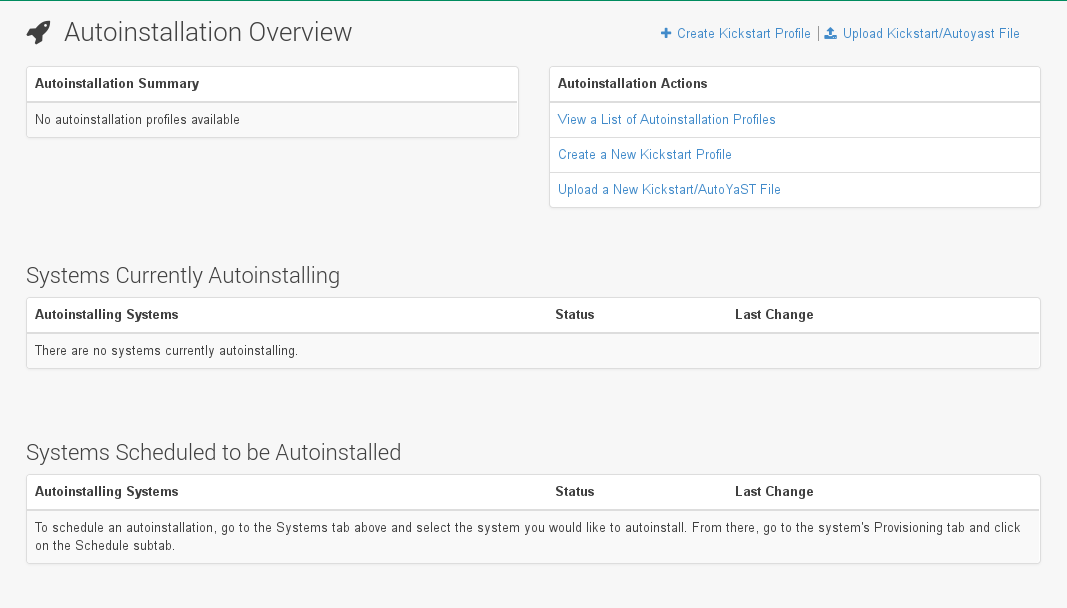 Autoinstallation Overview
Create Kickstart Profile | Upload Kickstart/Autoyast File
Autoinstallation Summary
No autoinstallation profiles available
Autoinstallation Actions
View a List of Autoinstallation Profiles
Create a New Kickstart Profile
Upload a New Kickstart/AutoYaST File
Systems Currently Autoinstalling
Autoinstalling Systems Status Last Change
There are no systems currently autoinstalling.
Systems Scheduled to be Autoinstalled
Autoinstalling Systems Status Last Change
To schedule an autoinstallation, go to the Systems tab above and select the system you would like to autoinstall. From there, go to the system's Provisioning tab and click
on the Schedule subtab.